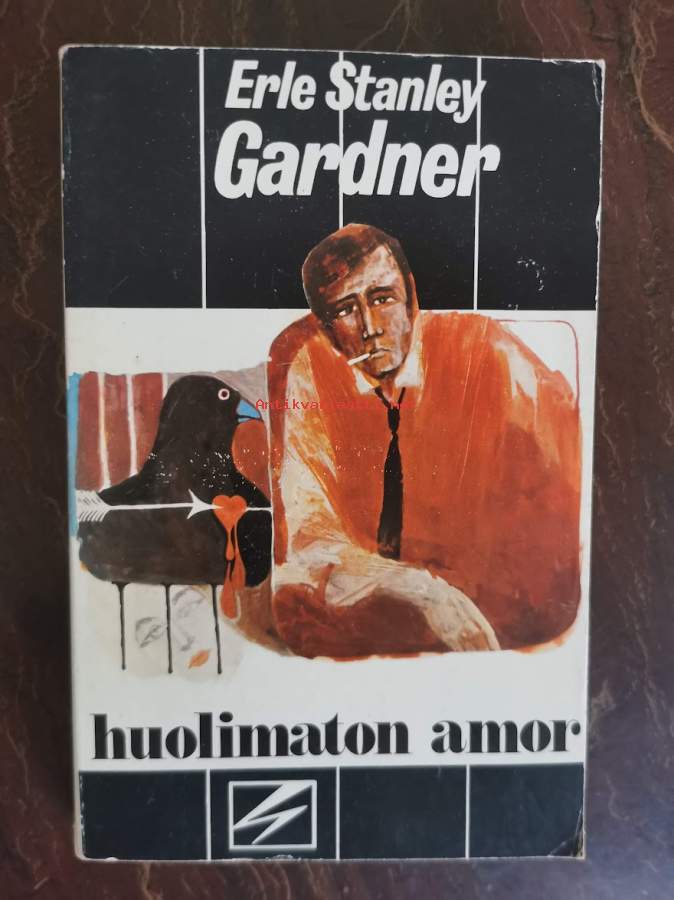 Erle Stanley
Gardner
huolimaton amor